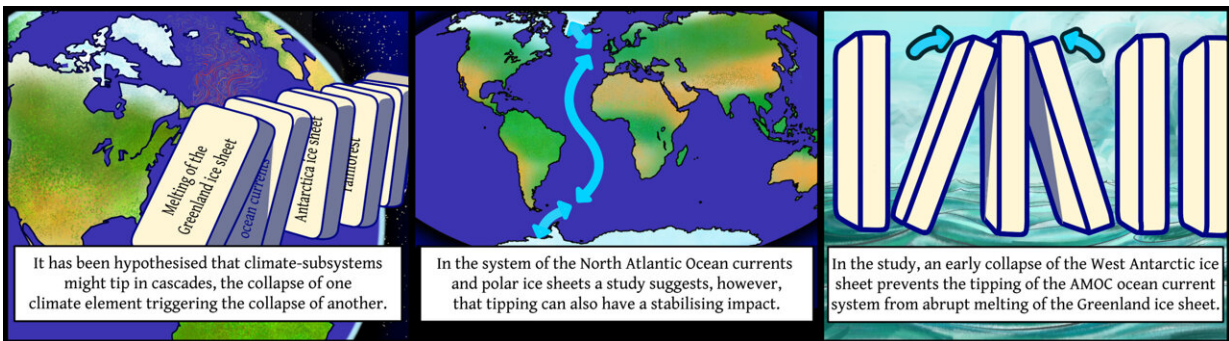 Melting of the
Greenland ice sheet
ocean currents
Antarctica ice sheet
rainforest
It has been hypothesised that climate-subsystems
might tip in cascades, the collapse of one
climate element triggering the collapse of another.
In the system of the North Atlantic Ocean currents
and polar ice sheets a study suggests, however,
that tipping can also have a stabilising impact.
In the study, an early collapse of the West Antarctic ice
sheet prevents the tipping of the AMOC ocean current
system from abrupt melting of the Greenland ice sheet.